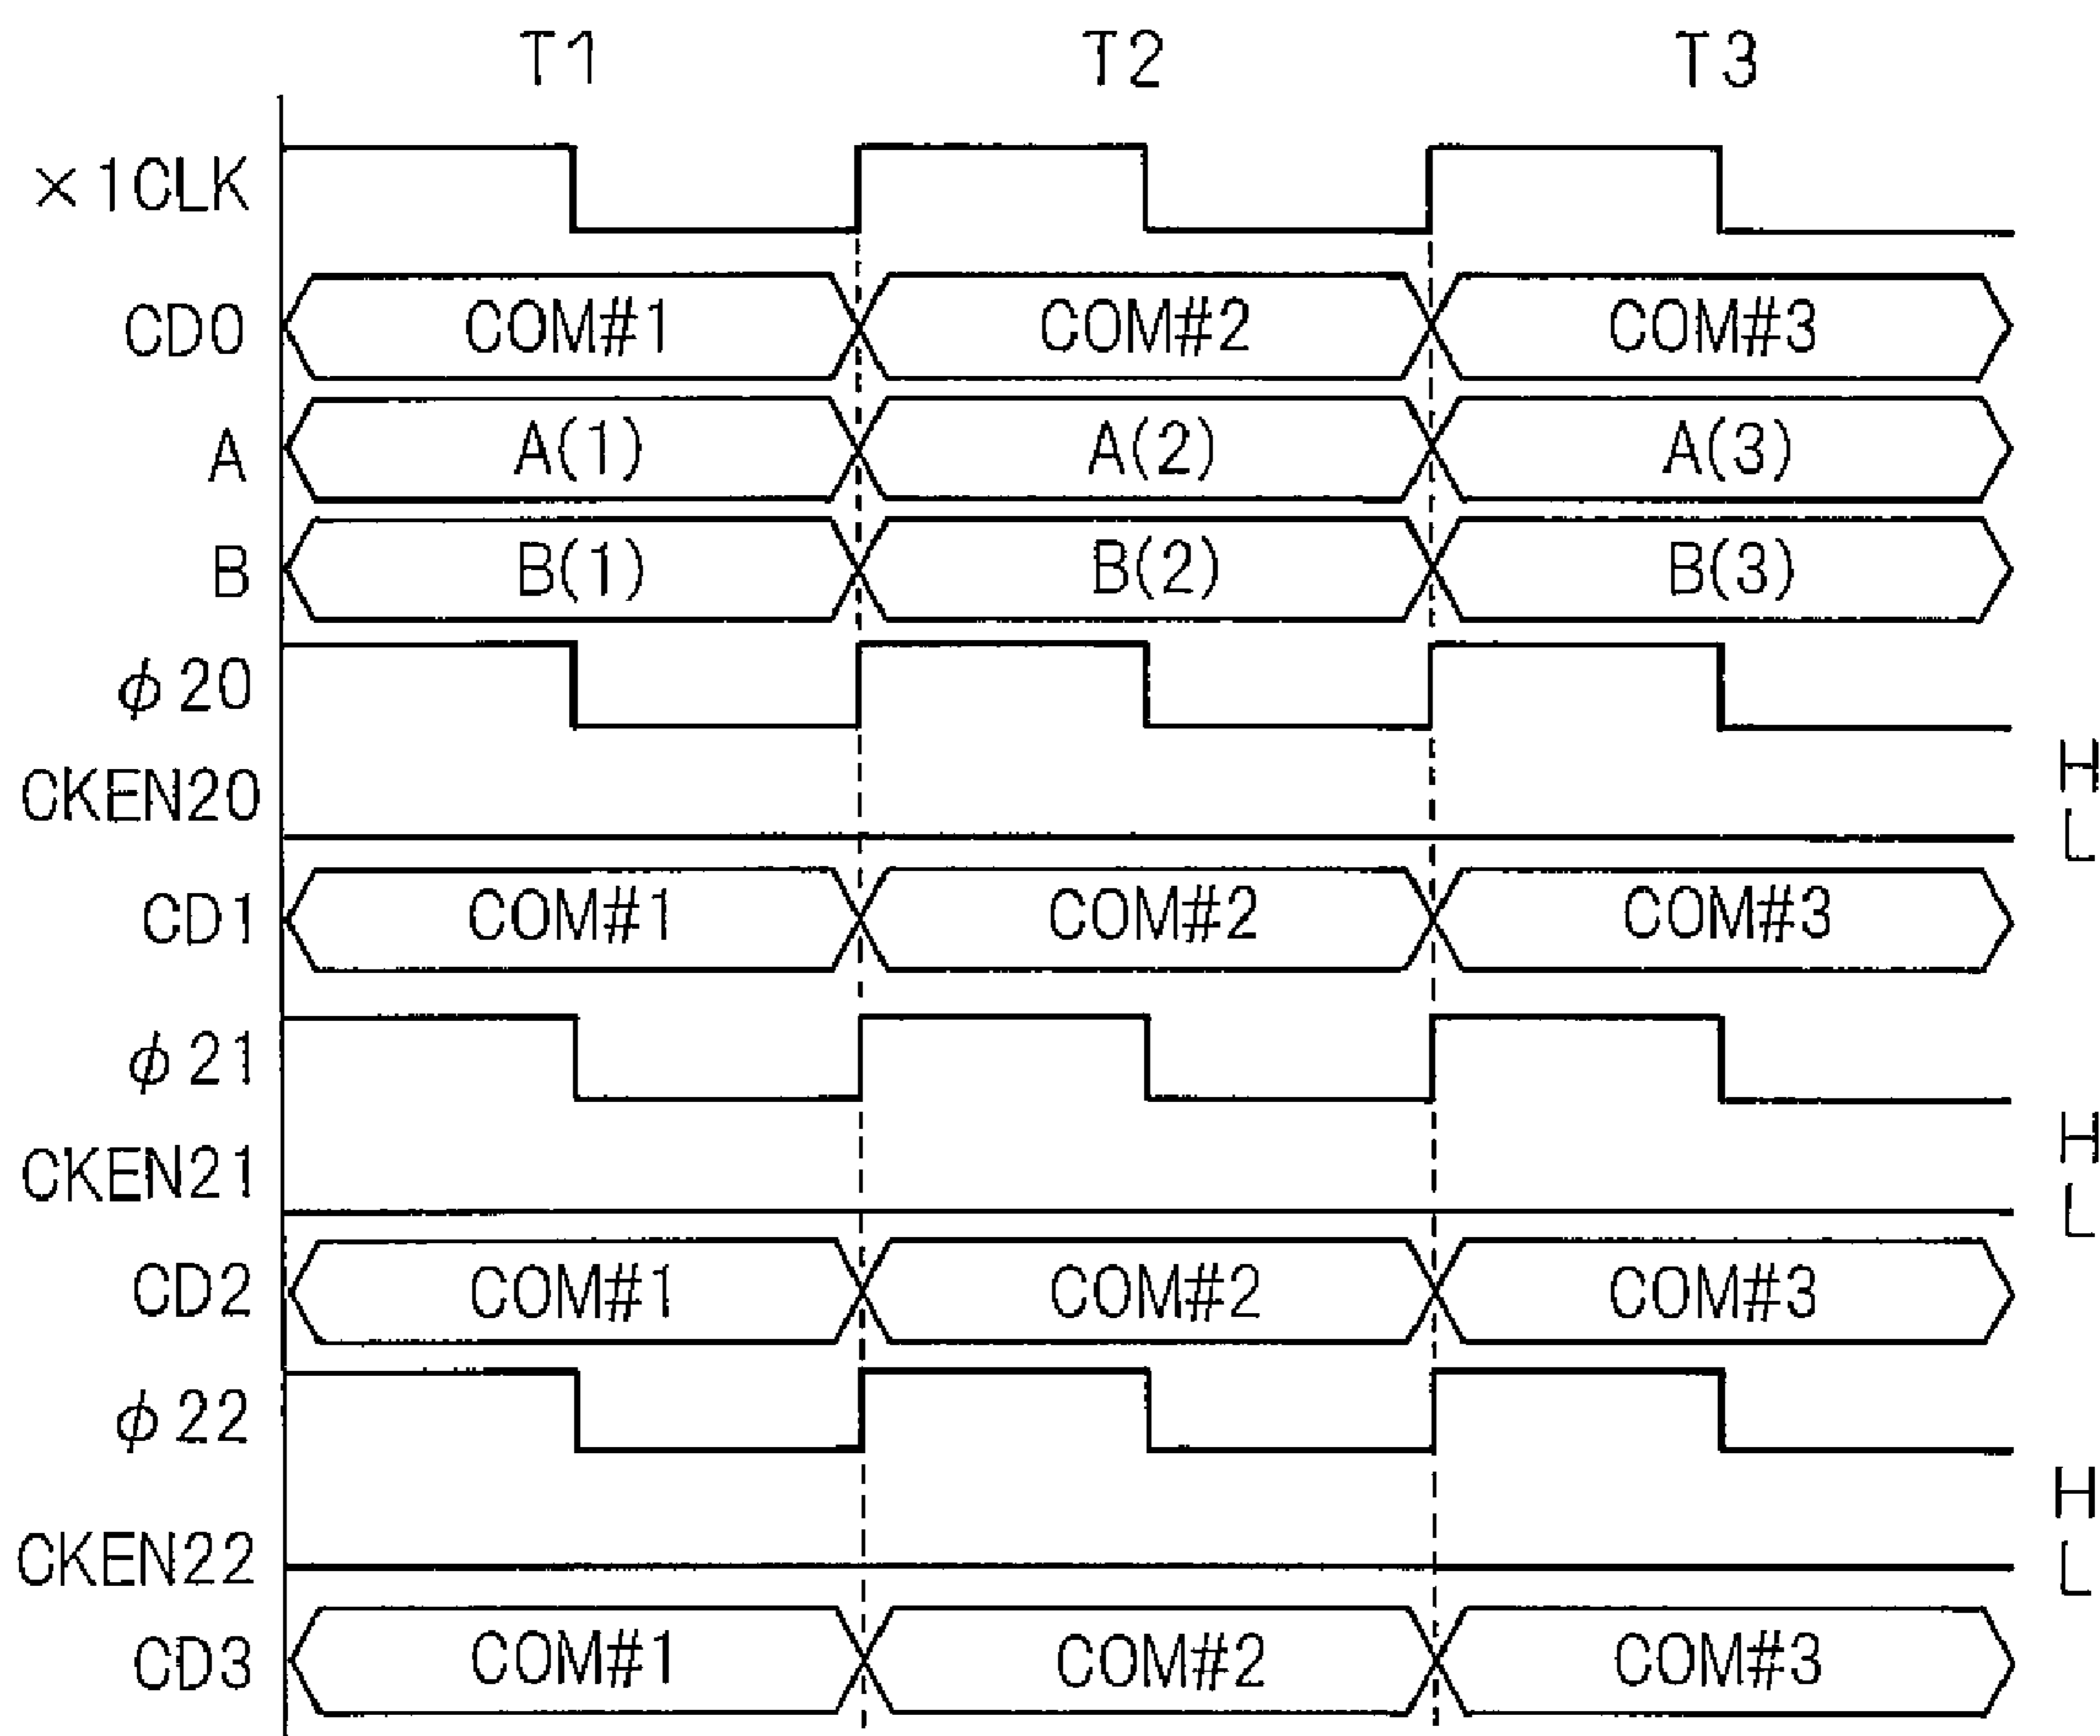 T1 T2 T3
×1CLK
CD0 COM#1 COM#2 COM#3
A A(1) A(2) A(3)
B B(1) B(2) B(3)
φ20
H
CKEN20
L
CD1 COM#1 COM#2 COM#3
φ21
H
CKEN21
L
CD2 COM#1 COM#2 COM#3
φ22
H
CKEN22
L
CD3 COM#1 COM#2 COM#3